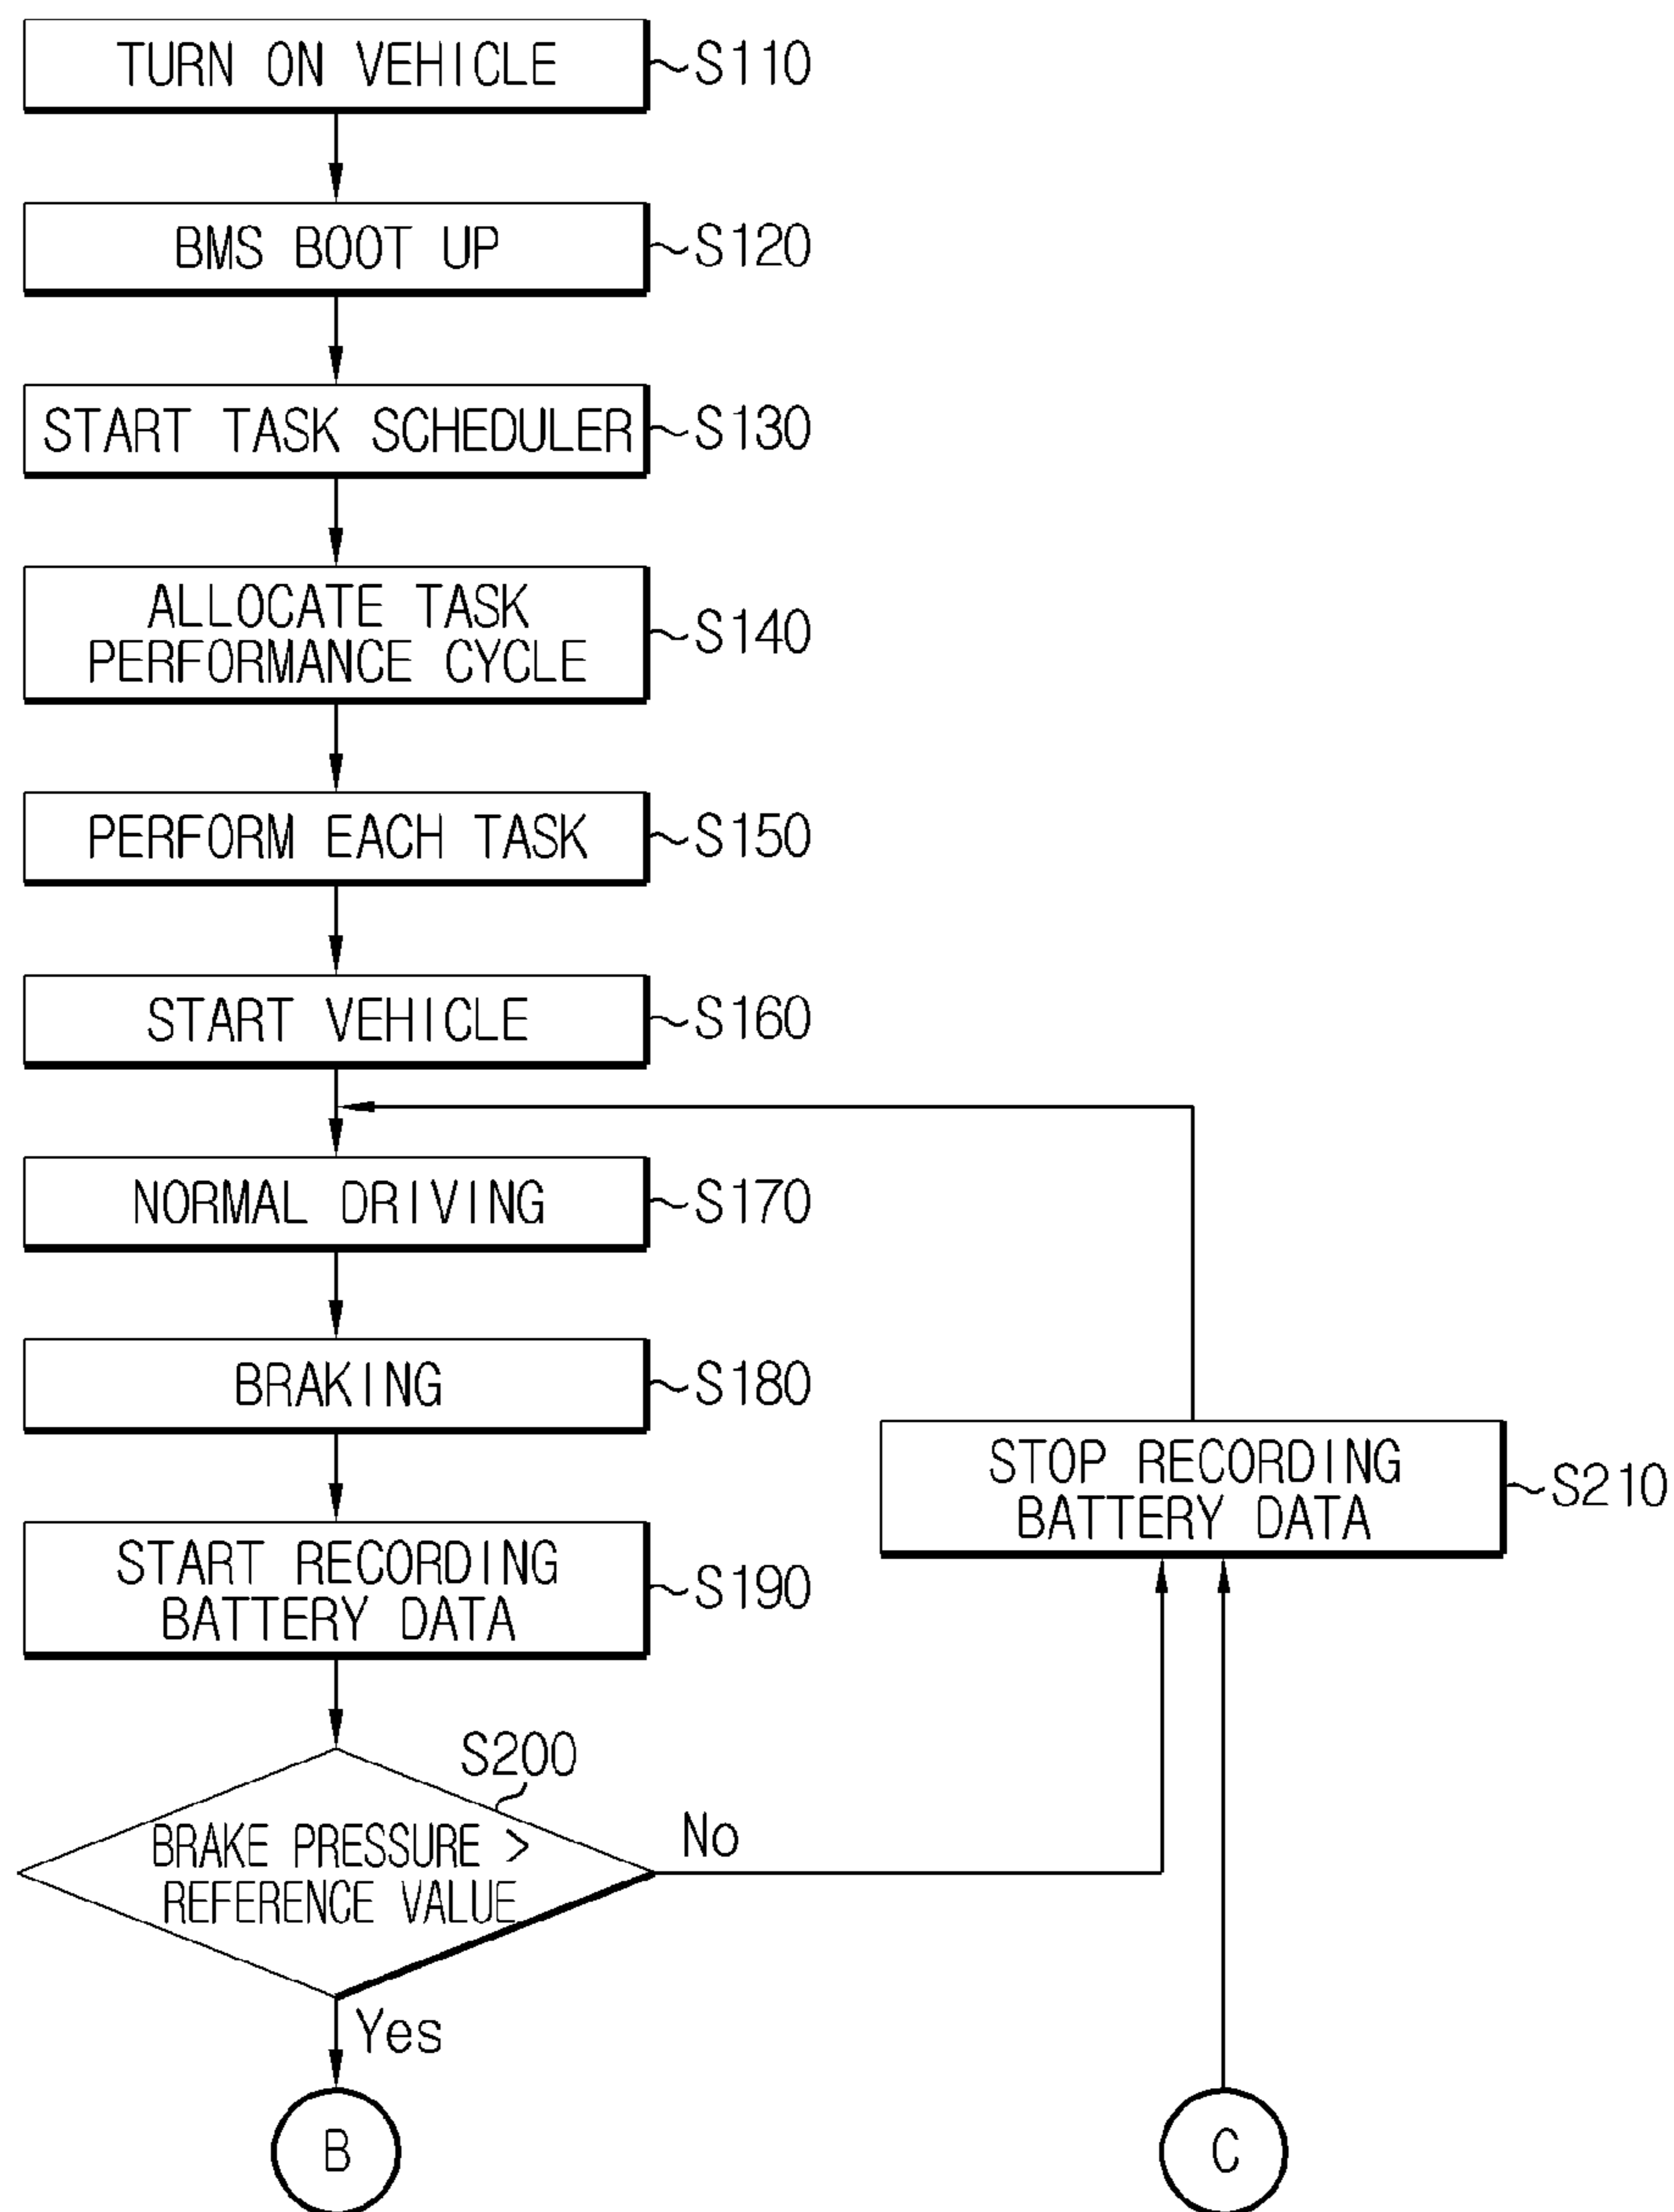 TURN ON VEHICLE
S110
BMS BOOT UP
S120
START TASK SCHEDULER
S130
ALLOCATE TASK
PERFORMANCE CYCLE
S140
PERFORM EACH TASK
S150
START VEHICLE
S160
NORMAL DRIVING
S170
BRAKING
S180
STOP RECORDING
BATTERY DATA
S210
START RECORDING
BATTERY DATA
S190
S200
BRAKE PRESSURE >
REFERENCE VALUE
No
Yes
B
C